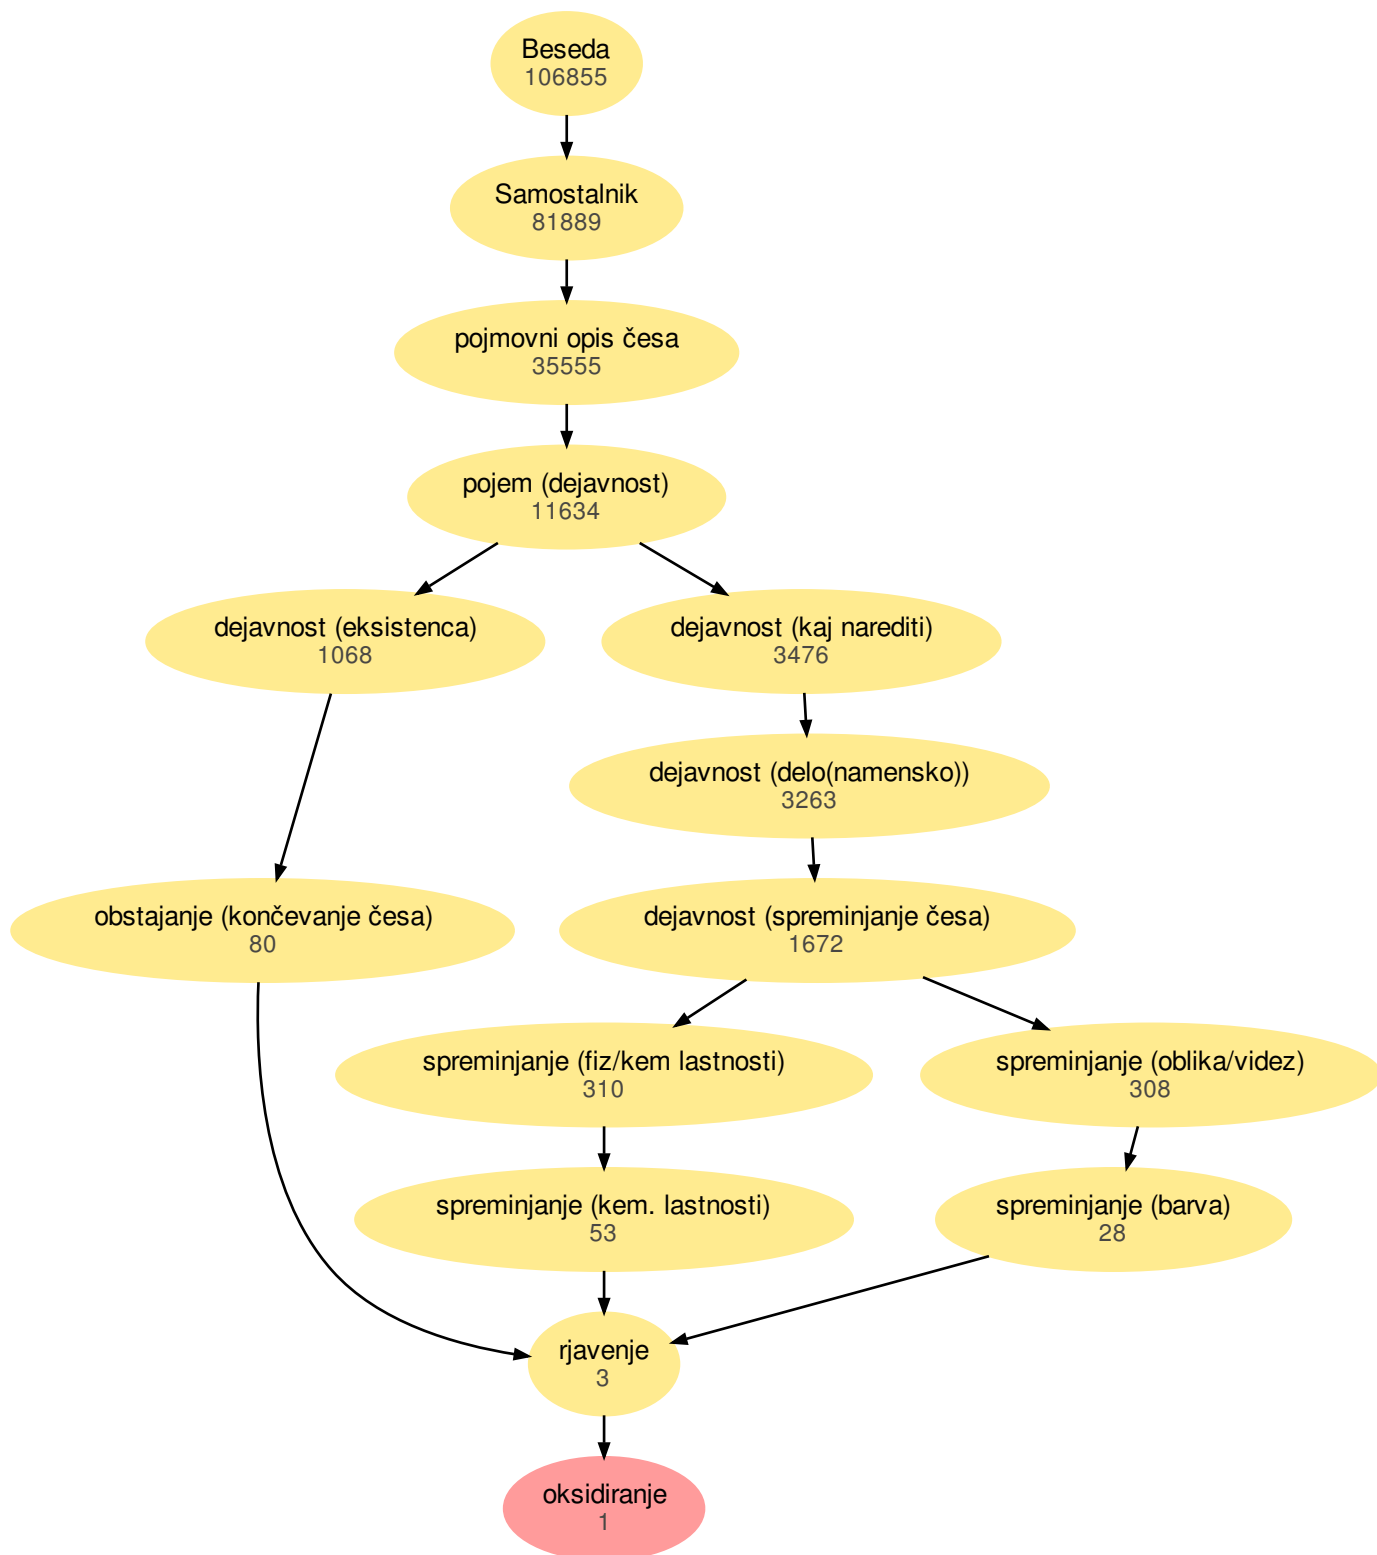 Beseda
106855
Samostalnik
81889
pojmovni opis česa
35555
pojem (dejavnost)
11634
dejavnost (eksistenca)
1068
dejavnost (kaj narediti)
3476
dejavnost (delo(namensko))
3263
obstajanje (končevanje česa)
80
dejavnost (spreminjanje česa)
1672
spreminjanje (fiz/kem lastnosti)
310
spreminjanje (oblika/videz)
308
spreminjanje (kem. lastnosti)
53
spreminjanje (barva)
28
rjavenje
3
oksidiranje
1